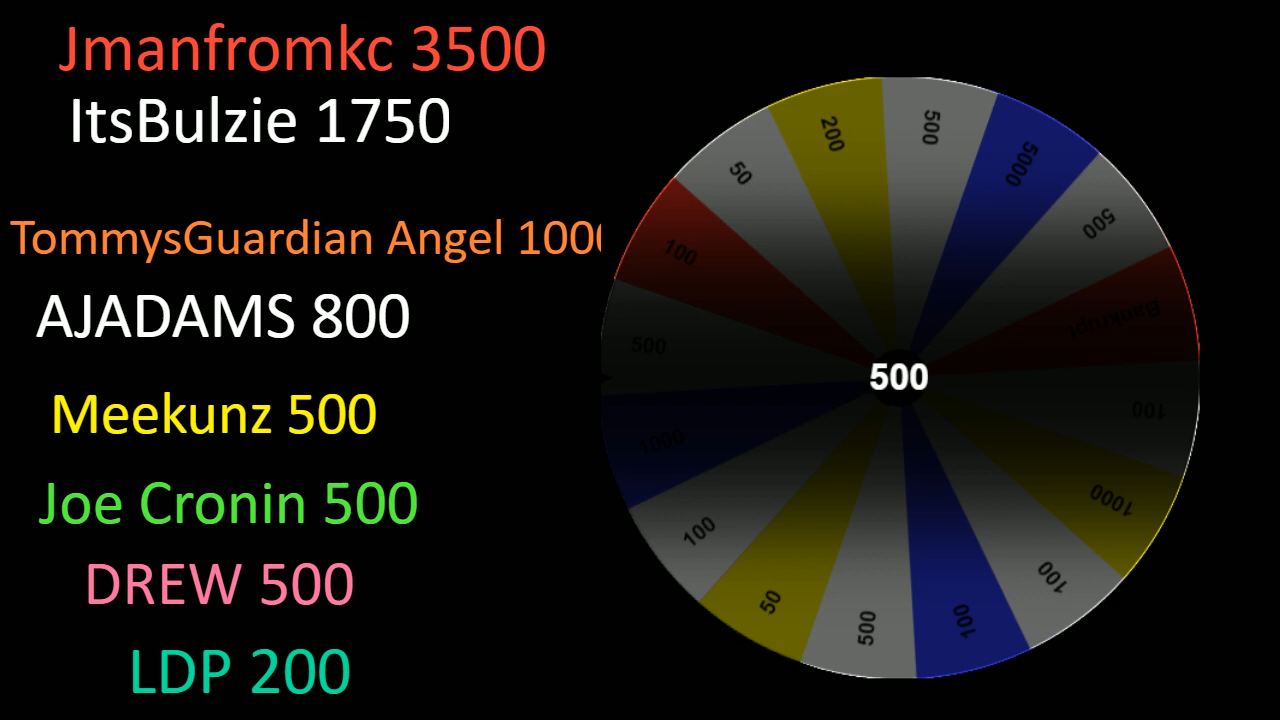 Jmanfromkc 3500
ItsBulzie 1750
TommysGuardian Angel 100
AJADAMS 800
Meekunz 500
Joe Cronin 500
DREW 500
LDP 200
500
5000
500
Bankrupt
100
1000
100
100
500
50
100
1000
500
100
50
200
500